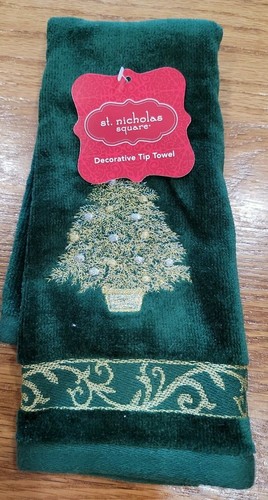 st. nicholas
square®
Decorative Tip Towel